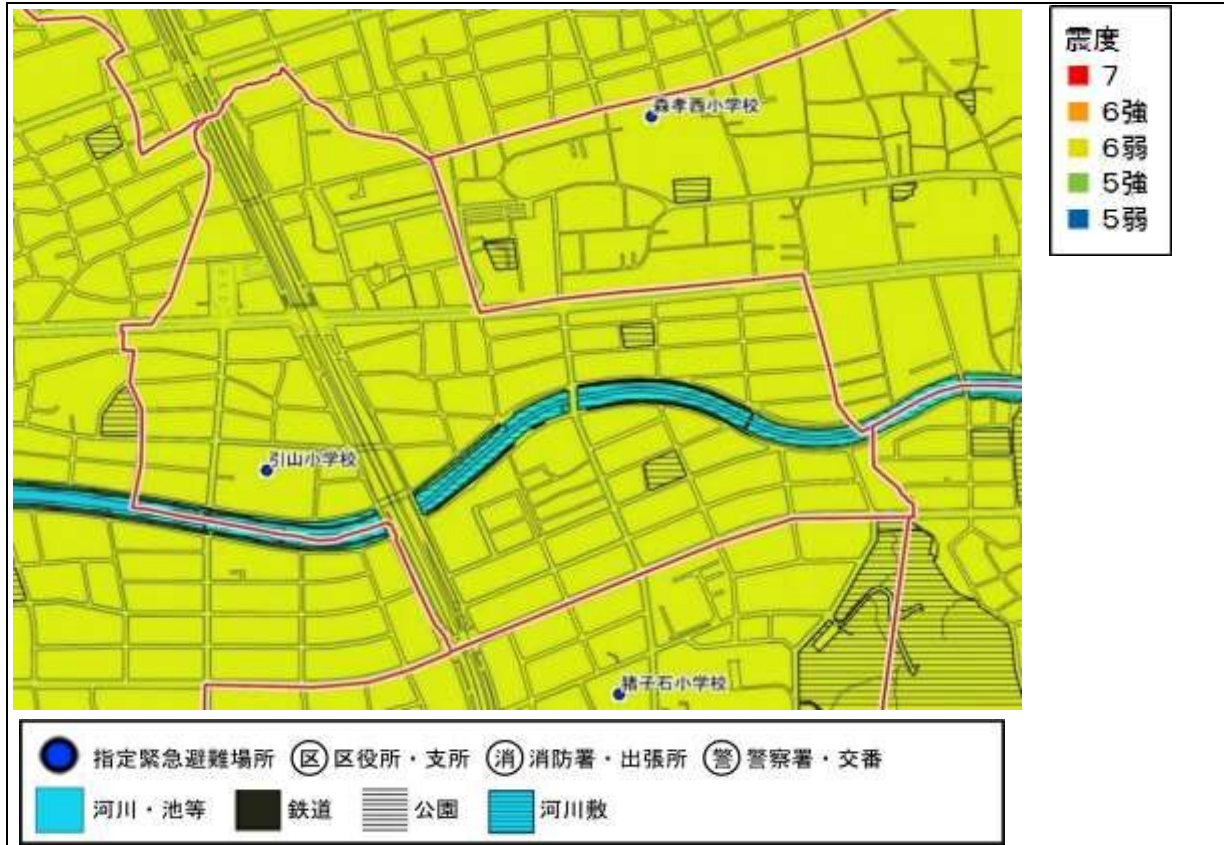 森孝西小学校
引山小学校
猪子石小学校
震度
7
6強
6弱
5強
5弱
指定緊急避難場所 区 区役所・支所 消 消防署・出張所 警 警察署・交番
河川・池等 鉄道 公園 河川敷